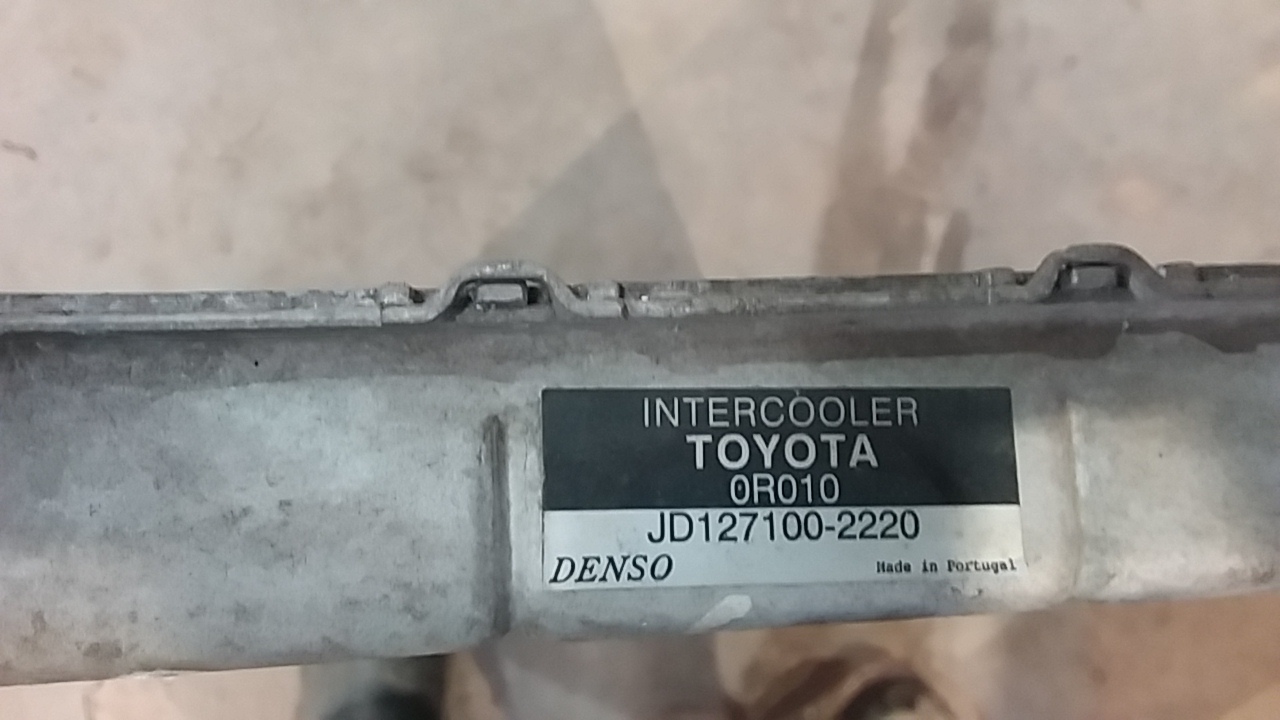 INTERCOOLER
TOYOTA
0R010
JD127100-2220
DENSO
Made in Portugal